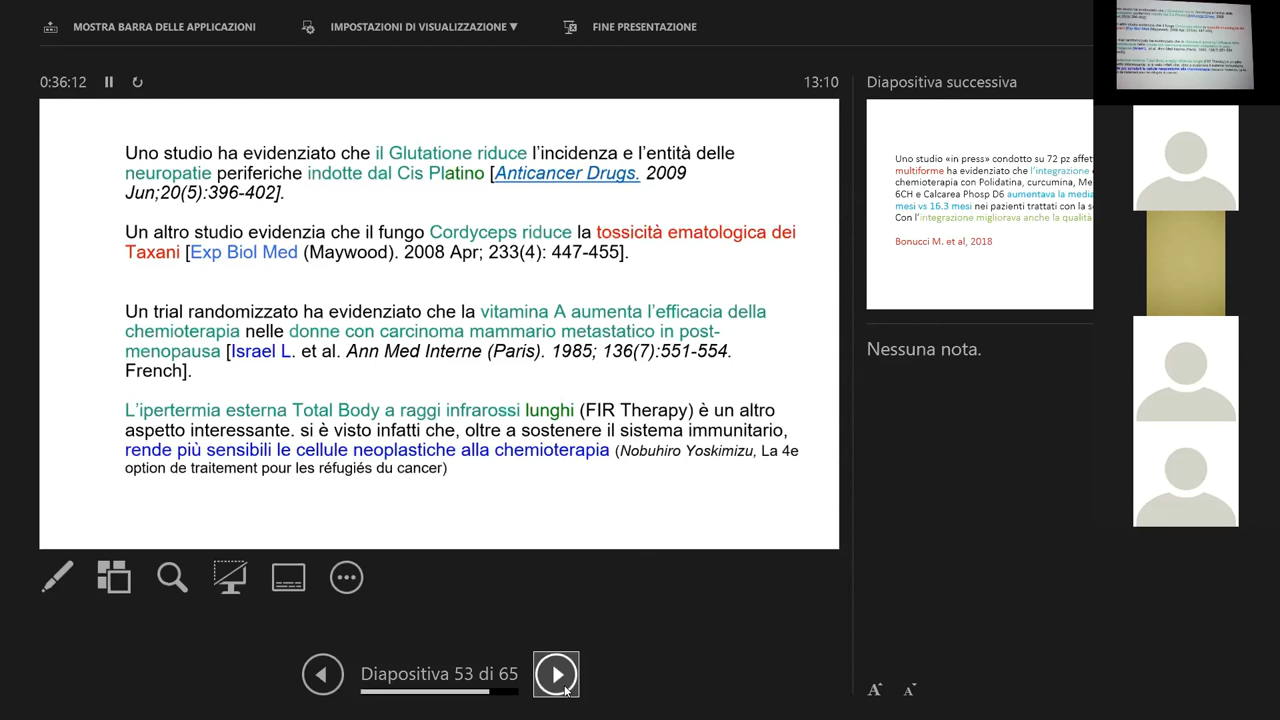 MOSTRA BARRA DELLE APPLICAZIONI
IMPOSTAZIONI DI V
FINE PRESENTAZIONE
0:36:12
13:10
Uno studio ha evidenziato che il Glutatione riduce l’incidenza e l’entità delle
neuropatie periferiche indotte dal Cis Platino [Anticancer Drugs. 2009
Jun;20(5):396-402].
Un altro studio evidenzia che il fungo Cordyceps riduce la tossicità ematologica dei
Taxani [Exp Biol Med (Maywood). 2008 Apr; 233(4): 447-455].
Un trial randomizzato ha evidenziato che la vitamina A aumenta l’efficacia della
chemioterapia nelle donne con carcinoma mammario metastatico in post-
menopausa [Israel L. et al. Ann Med Interne (Paris). 1985; 136(7):551-554.
French].
L’ipertermia esterna Total Body a raggi infrarossi lunghi (FIR Therapy) è un altro
aspetto interessante. si è visto infatti che, oltre a sostenere il sistema immunitario,
rende più sensibili le cellule neoplastiche alla chemioterapia (Nobuhiro Yoskimizu, La 4e
option de traitement pour les réfugiés du cancer)
Diapositiva 53 di 65
Diapositiva successiva
Uno studio «in press» condotto su 72 pz affet
multiforme ha evidenziato che l’integrazione
chemioterapia con Polidatina, curcumina, Me
6CH e Calcarea Phosp D6 aumentava la media
mesi vs 16.3 mesi nei pazienti trattati con la s
Con l’integrazione migliorava anche la qualità
Bonucci M. et al, 2018
Nessuna nota.
A A